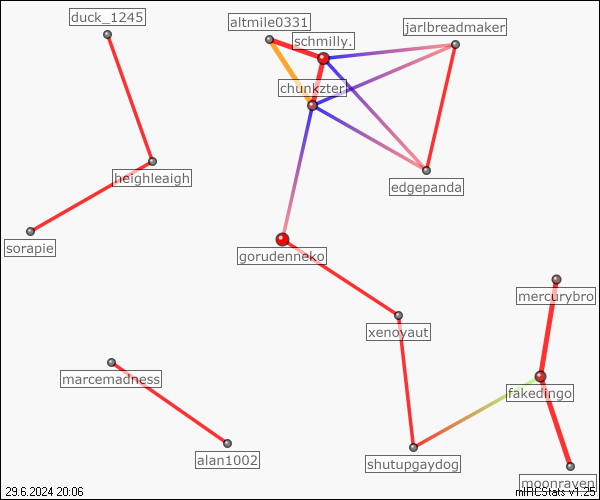 duck_1245
altmile0331
schmilly.
jarlbreadmaker
chunkzter
heighleaigh
edgepanda
sorapie
gorudenneko
mercurybro
xenoyaut
marcemadness
fakedingo
alan1002
shutupgaydog
moonraven
29.6.2024 20:06
mIRCStats v1.25